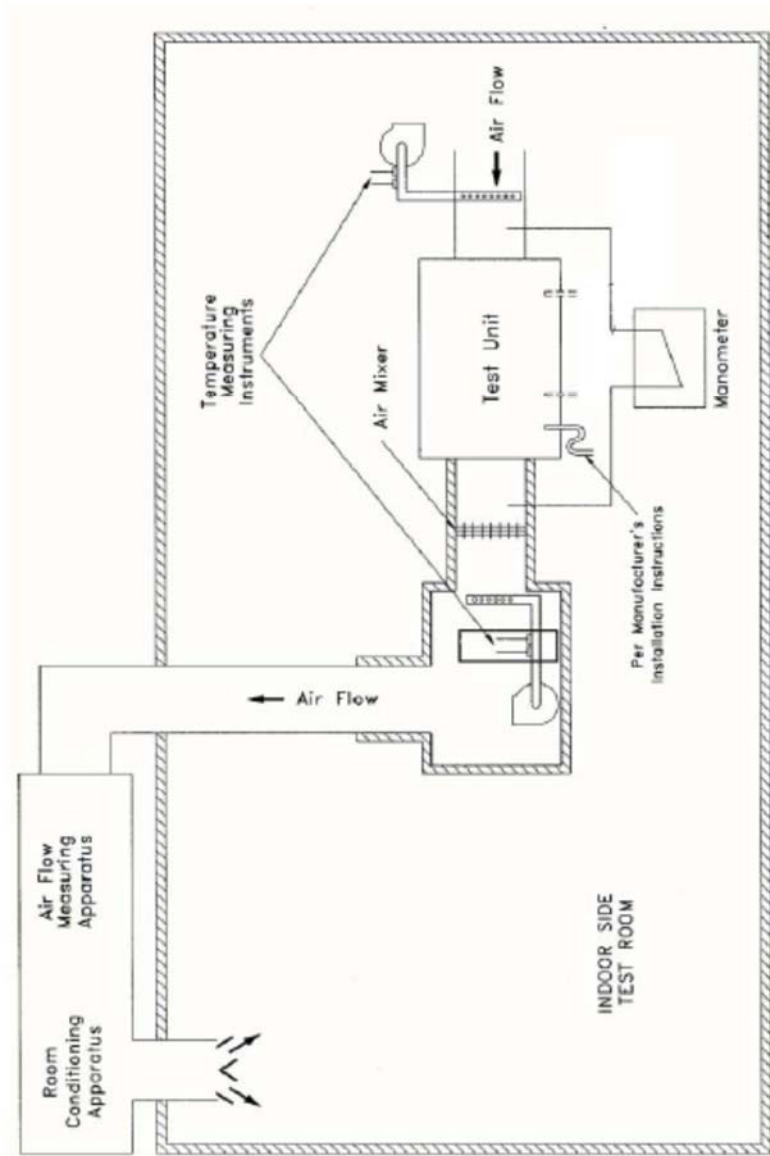 Room
Conditioning
Apparatus
Air Flow
Measuring
Apparatus
Air Flow
Temperature
Measuring
Instruments
Air Mixer
Test Unit
Air Flow
Per Manufacturer's
Installation Instructions
Manometer
INDOOR SIDE
TEST ROOM